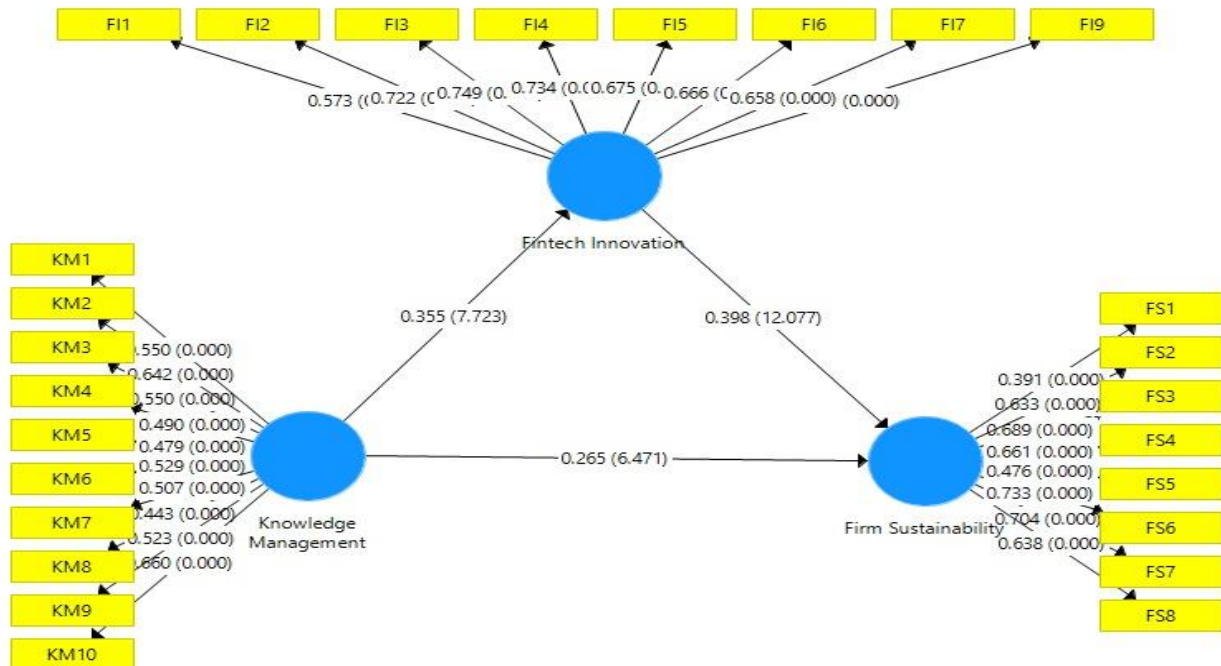 FI1
FI2
FI3
FI4
FI5
FI6
FI7
FI9
0.573
0.722
0.749
0.734
0.675
0.666
0.658 (0.000)
(0.000)
Fintech Innovation
KM1
KM2
KM3
KM4
KM5
KM6
KM7
KM8
KM9
KM10
0.355 (7.723)
0.398 (12.077)
0.265 (6.471)
.550 (0.000)
0.642 (0.000)
0.550 (0.000)
0.490 (0.000)
0.479 (0.000)
0.529 (0.000)
0.507 (0.000)
0.443 (0.000)
0.523 (0.000)
0.660 (0.000)
Knowledge
Management
FS1
FS2
FS3
FS4
FS5
FS6
FS7
FS8
0.391 (0.000)
0.633 (0.000)
0.689 (0.000)
0.661 (0.000)
0.476 (0.000)
0.733 (0.000)
0.704 (0.000)
0.638 (0.000)
Firm Sustainability